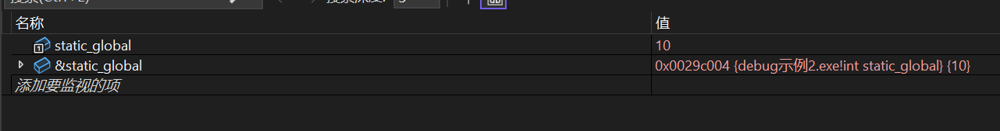 名称 值
static_global 10
&static_global 0x0029c004 {debug示例2.exe!int static_global} {10}
添加要监视的项